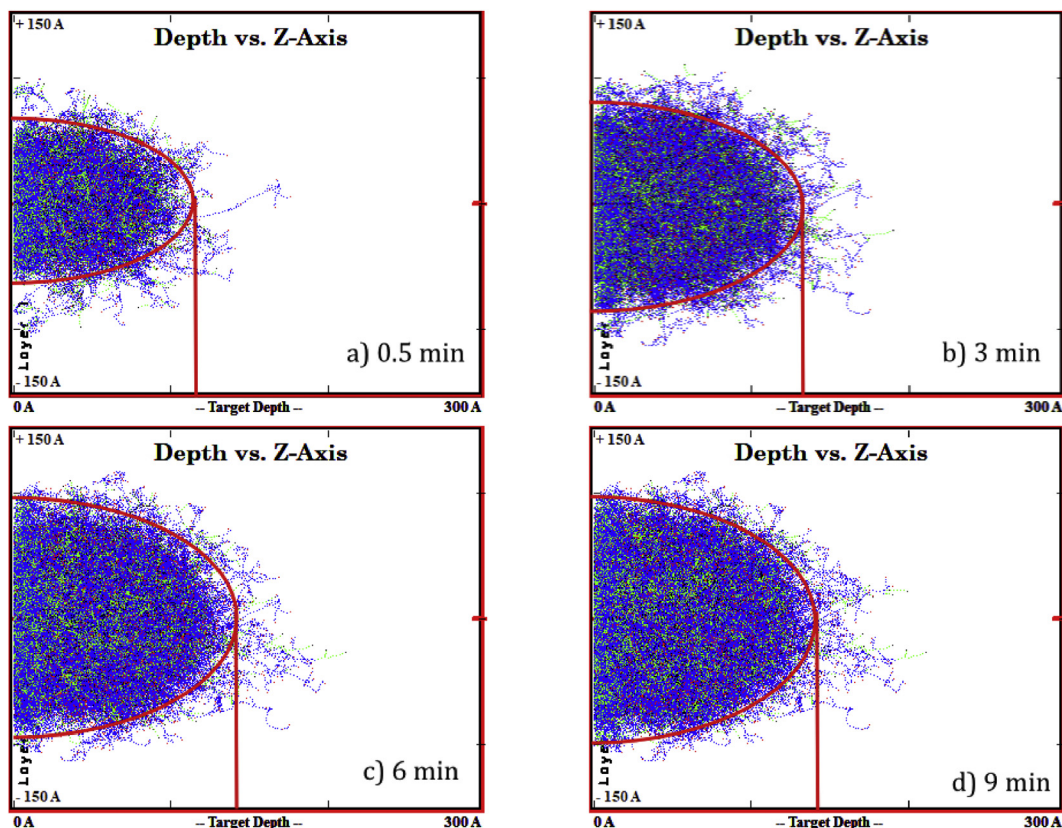 + 150 A
Depth vs. Z-Axis
Layer 1
a) 0.5 min
- 150 A
0 A
-- Target Depth --
300 A
+ 150 A
Depth vs. Z-Axis
b) 3 min
- 150 A
0 A
-- Target Depth --
300 A
+ 150 A
Depth vs. Z-Axis
c) 6 min
- 150 A
0 A
-- Target Depth --
300 A
+ 150 A
Depth vs. Z-Axis
d) 9 min
- 150 A
0 A
-- Target Depth --
300 A